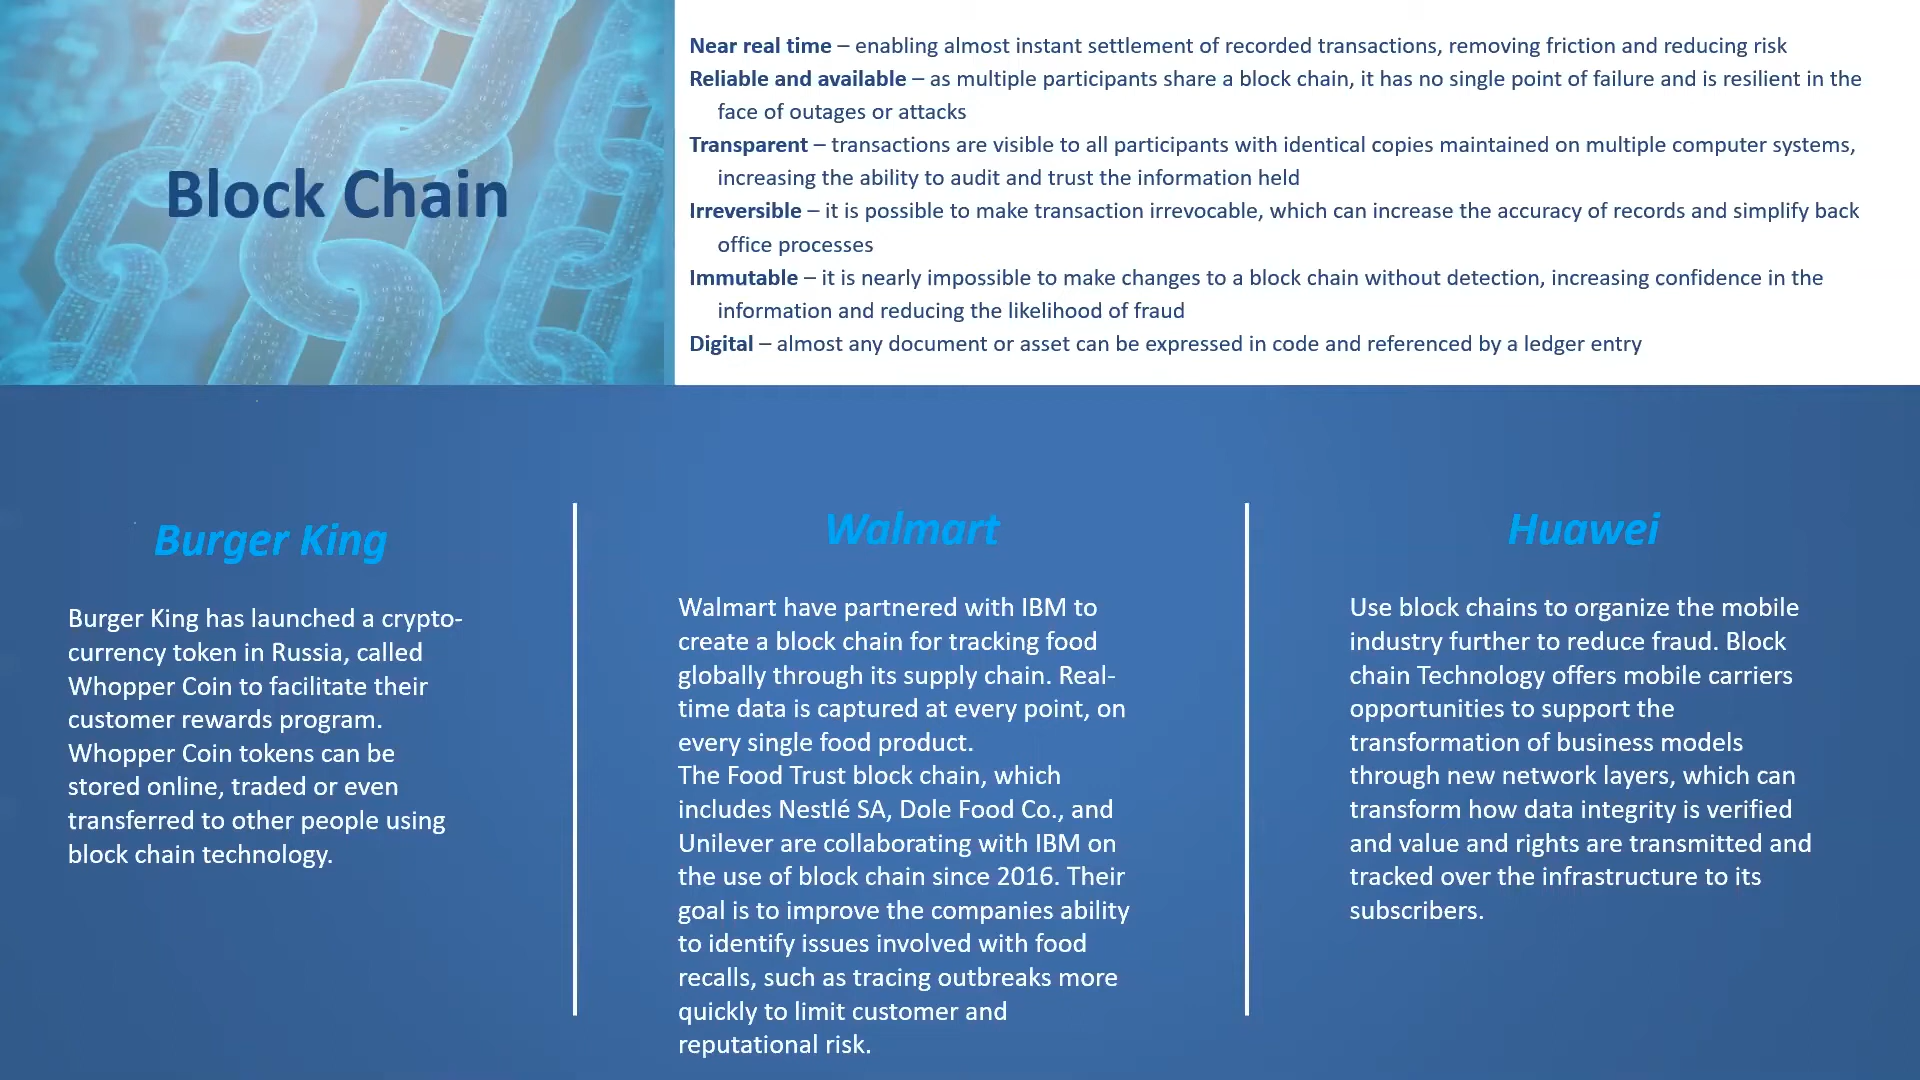 Block Chain
Near real time – enabling almost instant settlement of recorded transactions, removing friction and reducing risk
Reliable and available – as multiple participants share a block chain, it has no single point of failure and is resilient in the
face of outages or attacks
Transparent – transactions are visible to all participants with identical copies maintained on multiple computer systems,
increasing the ability to audit and trust the information held
Irreversible – it is possible to make transaction irrevocable, which can increase the accuracy of records and simplify back
office processes
Immutable – it is nearly impossible to make changes to a block chain without detection, increasing confidence in the
information and reducing the likelihood of fraud
Digital – almost any document or asset can be expressed in code and referenced by a ledger entry
Burger King
Burger King has launched a crypto-
currency token in Russia, called
Whopper Coin to facilitate their
customer rewards program.
Whopper Coin tokens can be
stored online, traded or even
transferred to other people using
block chain technology.
Walmart
Walmart have partnered with IBM to
create a block chain for tracking food
globally through its supply chain. Real-
time data is captured at every point, on
every single food product.
The Food Trust block chain, which
includes Nestlé SA, Dole Food Co., and
Unilever are collaborating with IBM on
the use of block chain since 2016. Their
goal is to improve the companies ability
to identify issues involved with food
recalls, such as tracing outbreaks more
quickly to limit customer and
reputational risk.
Huawei
Use block chains to organize the mobile
industry further to reduce fraud. Block
chain Technology offers mobile carriers
opportunities to support the
transformation of business models
through new network layers, which can
transform how data integrity is verified
and value and rights are transmitted and
tracked over the infrastructure to its
subscribers.